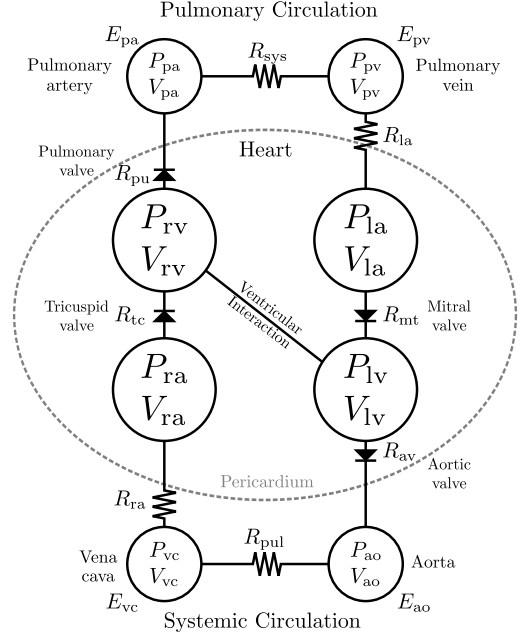 Pulmonary Circulation
E_pa
E_pv
Pulmonary
artery
P_pa
V_pa
R_sys
P_pv
V_pv
Pulmonary
vein
R_la
Heart
Pulmonary
valve
R_pu
P_rv
V_rv
P_la
V_la
Ventricular
Interaction
Tricuspid
valve
R_tc
R_mt
Mitral
valve
P_ra
V_ra
P_lv
V_lv
R_av
Aortic
valve
Pericardium
R_ra
R_pul
Vena
cava
P_vc
V_vc
P_ao
V_ao
Aorta
E_vc
E_ao
Systemic Circulation